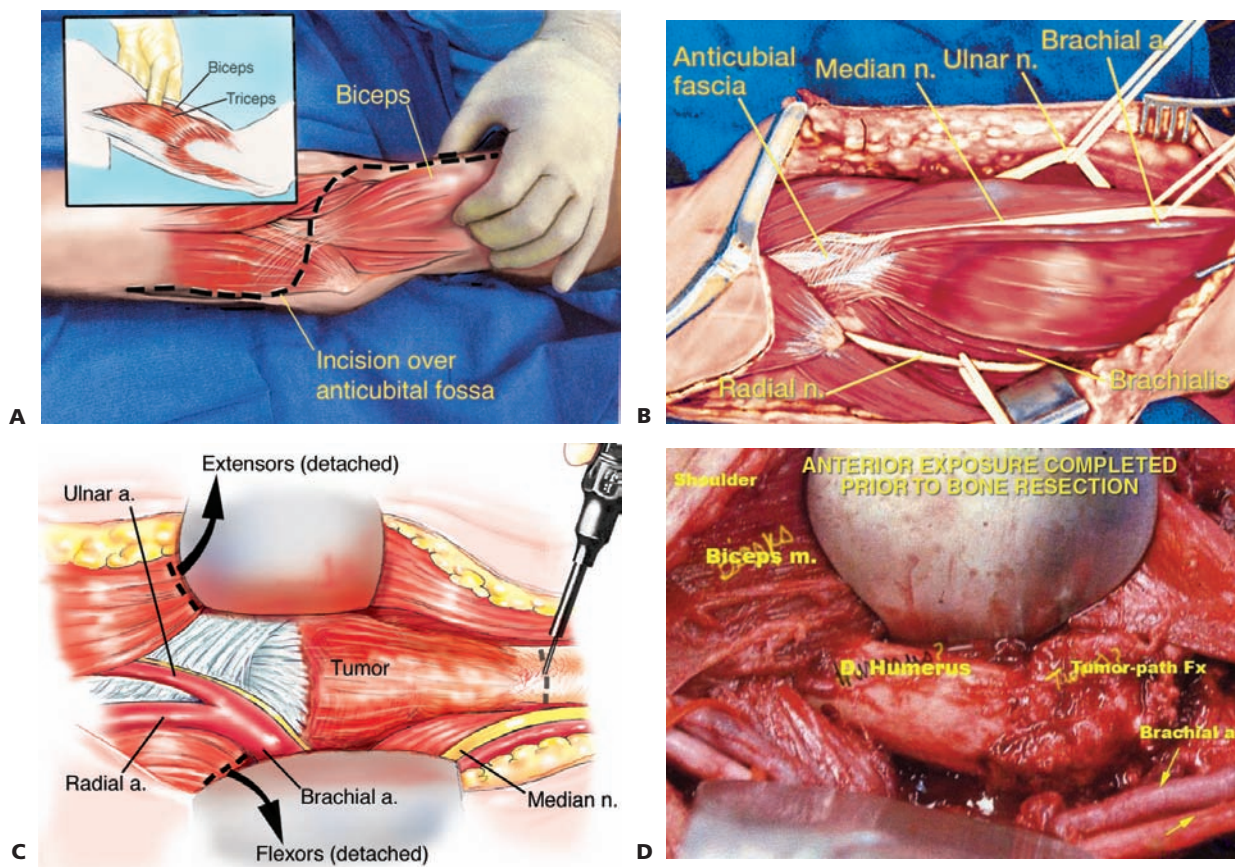 Biceps
Triceps
Biceps
Incision over
anticubital fossa
A
Anticubial
fascia
Median n.
Ulnar n.
Brachial a.
Radial n.
Brachialis
B
Extensors (detached)
Ulnar a.
Tumor
Radial a.
Brachial a.
Median n.
Flexors (detached)
C
ANTERIOR EXPOSURE COMPLETED
PRIOR TO BONE RESECTION
Shoulder
Biceps m.
D. Humerus
Tumor-path Fx
Brachial a
D